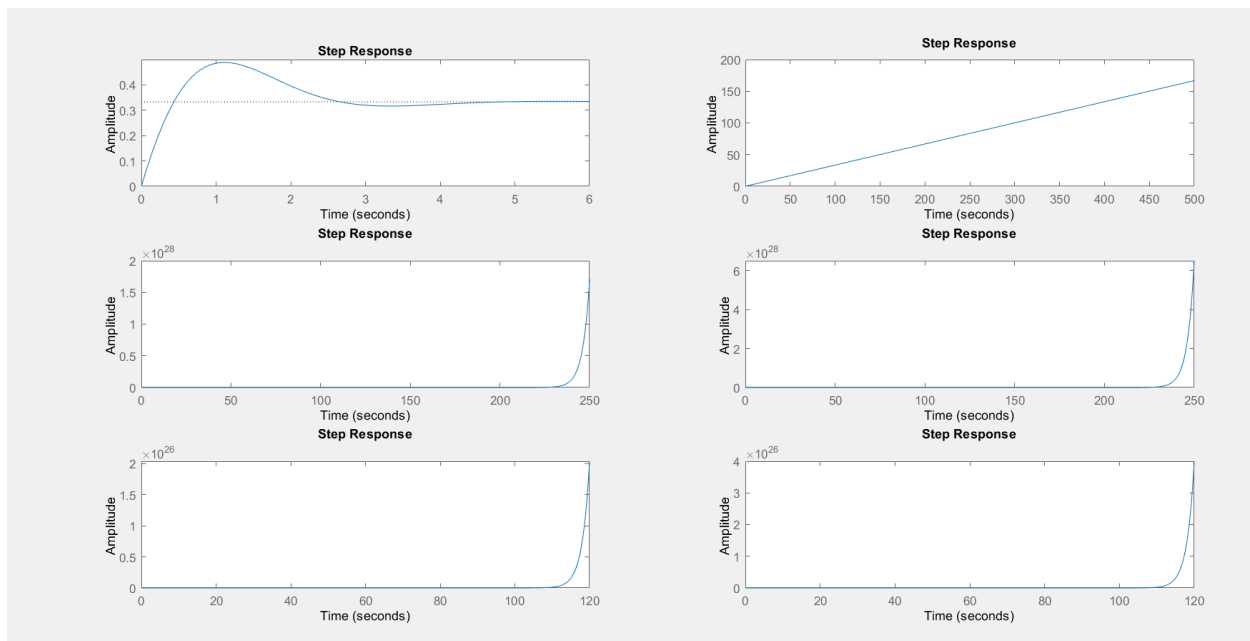 Step Response
Amplitude
0.4
0.3
0.2
0.1
0
0 1 2 3 4 5 6
Time (seconds)
Step Response
Amplitude
200
150
100
50
0
0 50 100 150 200 250 300 350 400 450 500
Time (seconds)
Step Response
×10^28
Amplitude
2
1.5
1
0.5
0
0 50 100 150 200 250
Time (seconds)
Step Response
×10^28
Amplitude
6
4
2
0
0 50 100 150 200 250
Time (seconds)
Step Response
×10^26
Amplitude
2
1.5
1
0.5
0
0 20 40 60 80 100 120
Time (seconds)
Step Response
×10^26
Amplitude
4
3
2
1
0
0 20 40 60 80 100 120
Time (seconds)